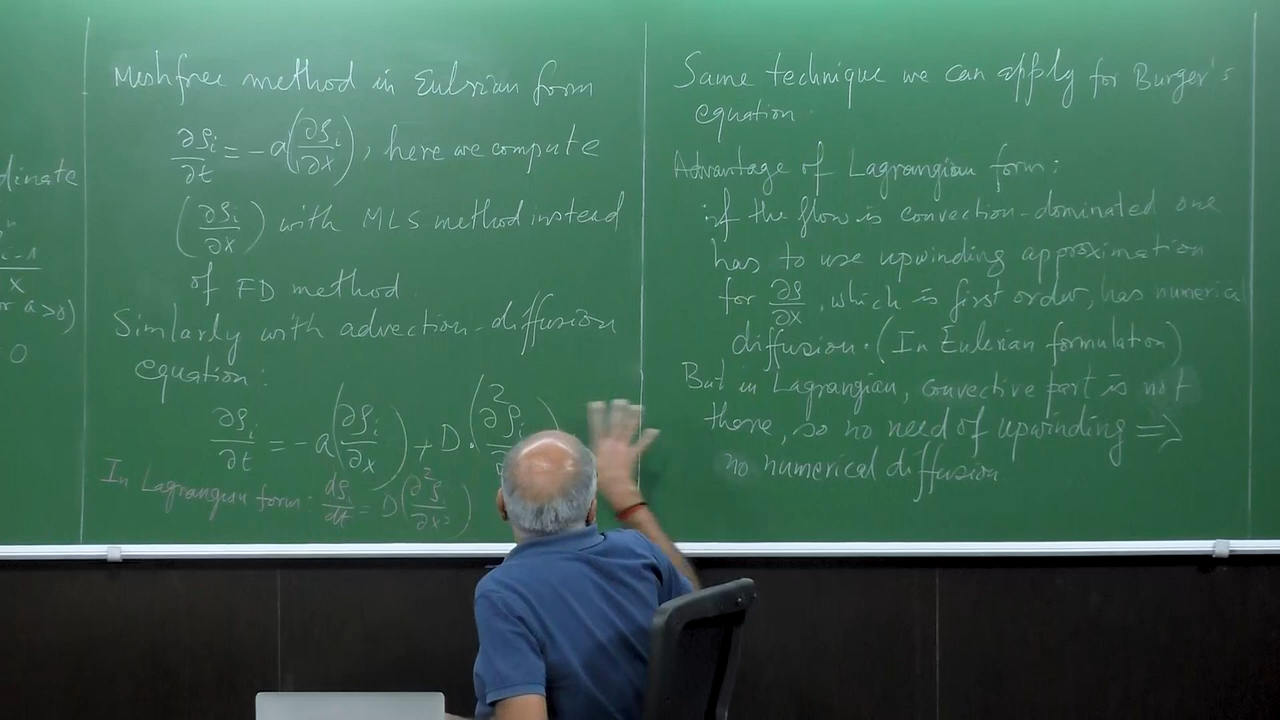 dinate
n
i-1
x
or a>0)
0
Meshfree method in Eulerian form
∂ρi/∂t = -a(∂ρi/∂x), here we compute
(∂ρi/∂x) with MLS method instead
of FD method.
Similarly with advection-diffusion
equation:
∂ρi/∂t = -a(∂ρi/∂x) + D.(∂²ρi/∂
In Lagrangian form: dρi/dt = D(∂²ρi/∂x²)
Same technique we can apply for Burger's
equation.
Advantage of Lagrangian form:
if the flow is convection-dominated one
has to use upwinding approximation
for ∂ρ/∂x, which is first order, has numerical
diffusion. (In Eulerian formulation)
But in Lagrangian, convective part is not
there, so no need of upwinding ⇒
no numerical diffusion